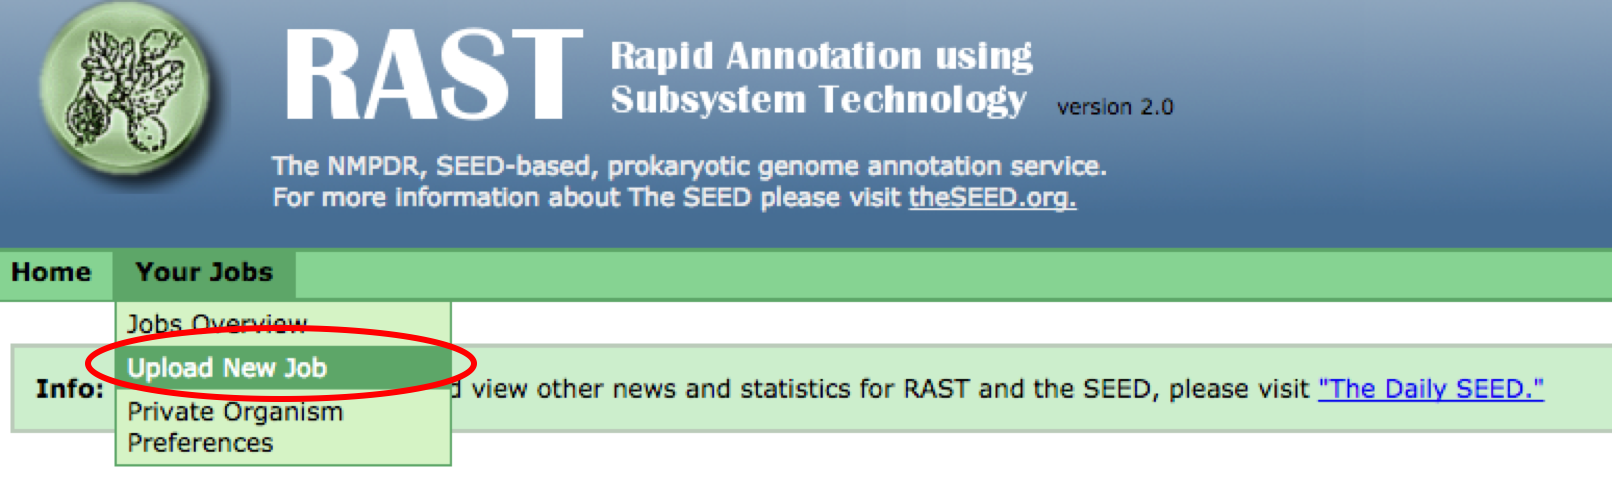 RAST
Rapid Annotation using
Subsystem Technology version 2.0
The NMPDR, SEED-based, prokaryotic genome annotation service.
For more information about The SEED please visit theSEED.org.
Home Your Jobs
Jobs Overview
Upload New Job
Private Organism
Preferences
Info: view other news and statistics for RAST and the SEED, please visit "The Daily SEED."